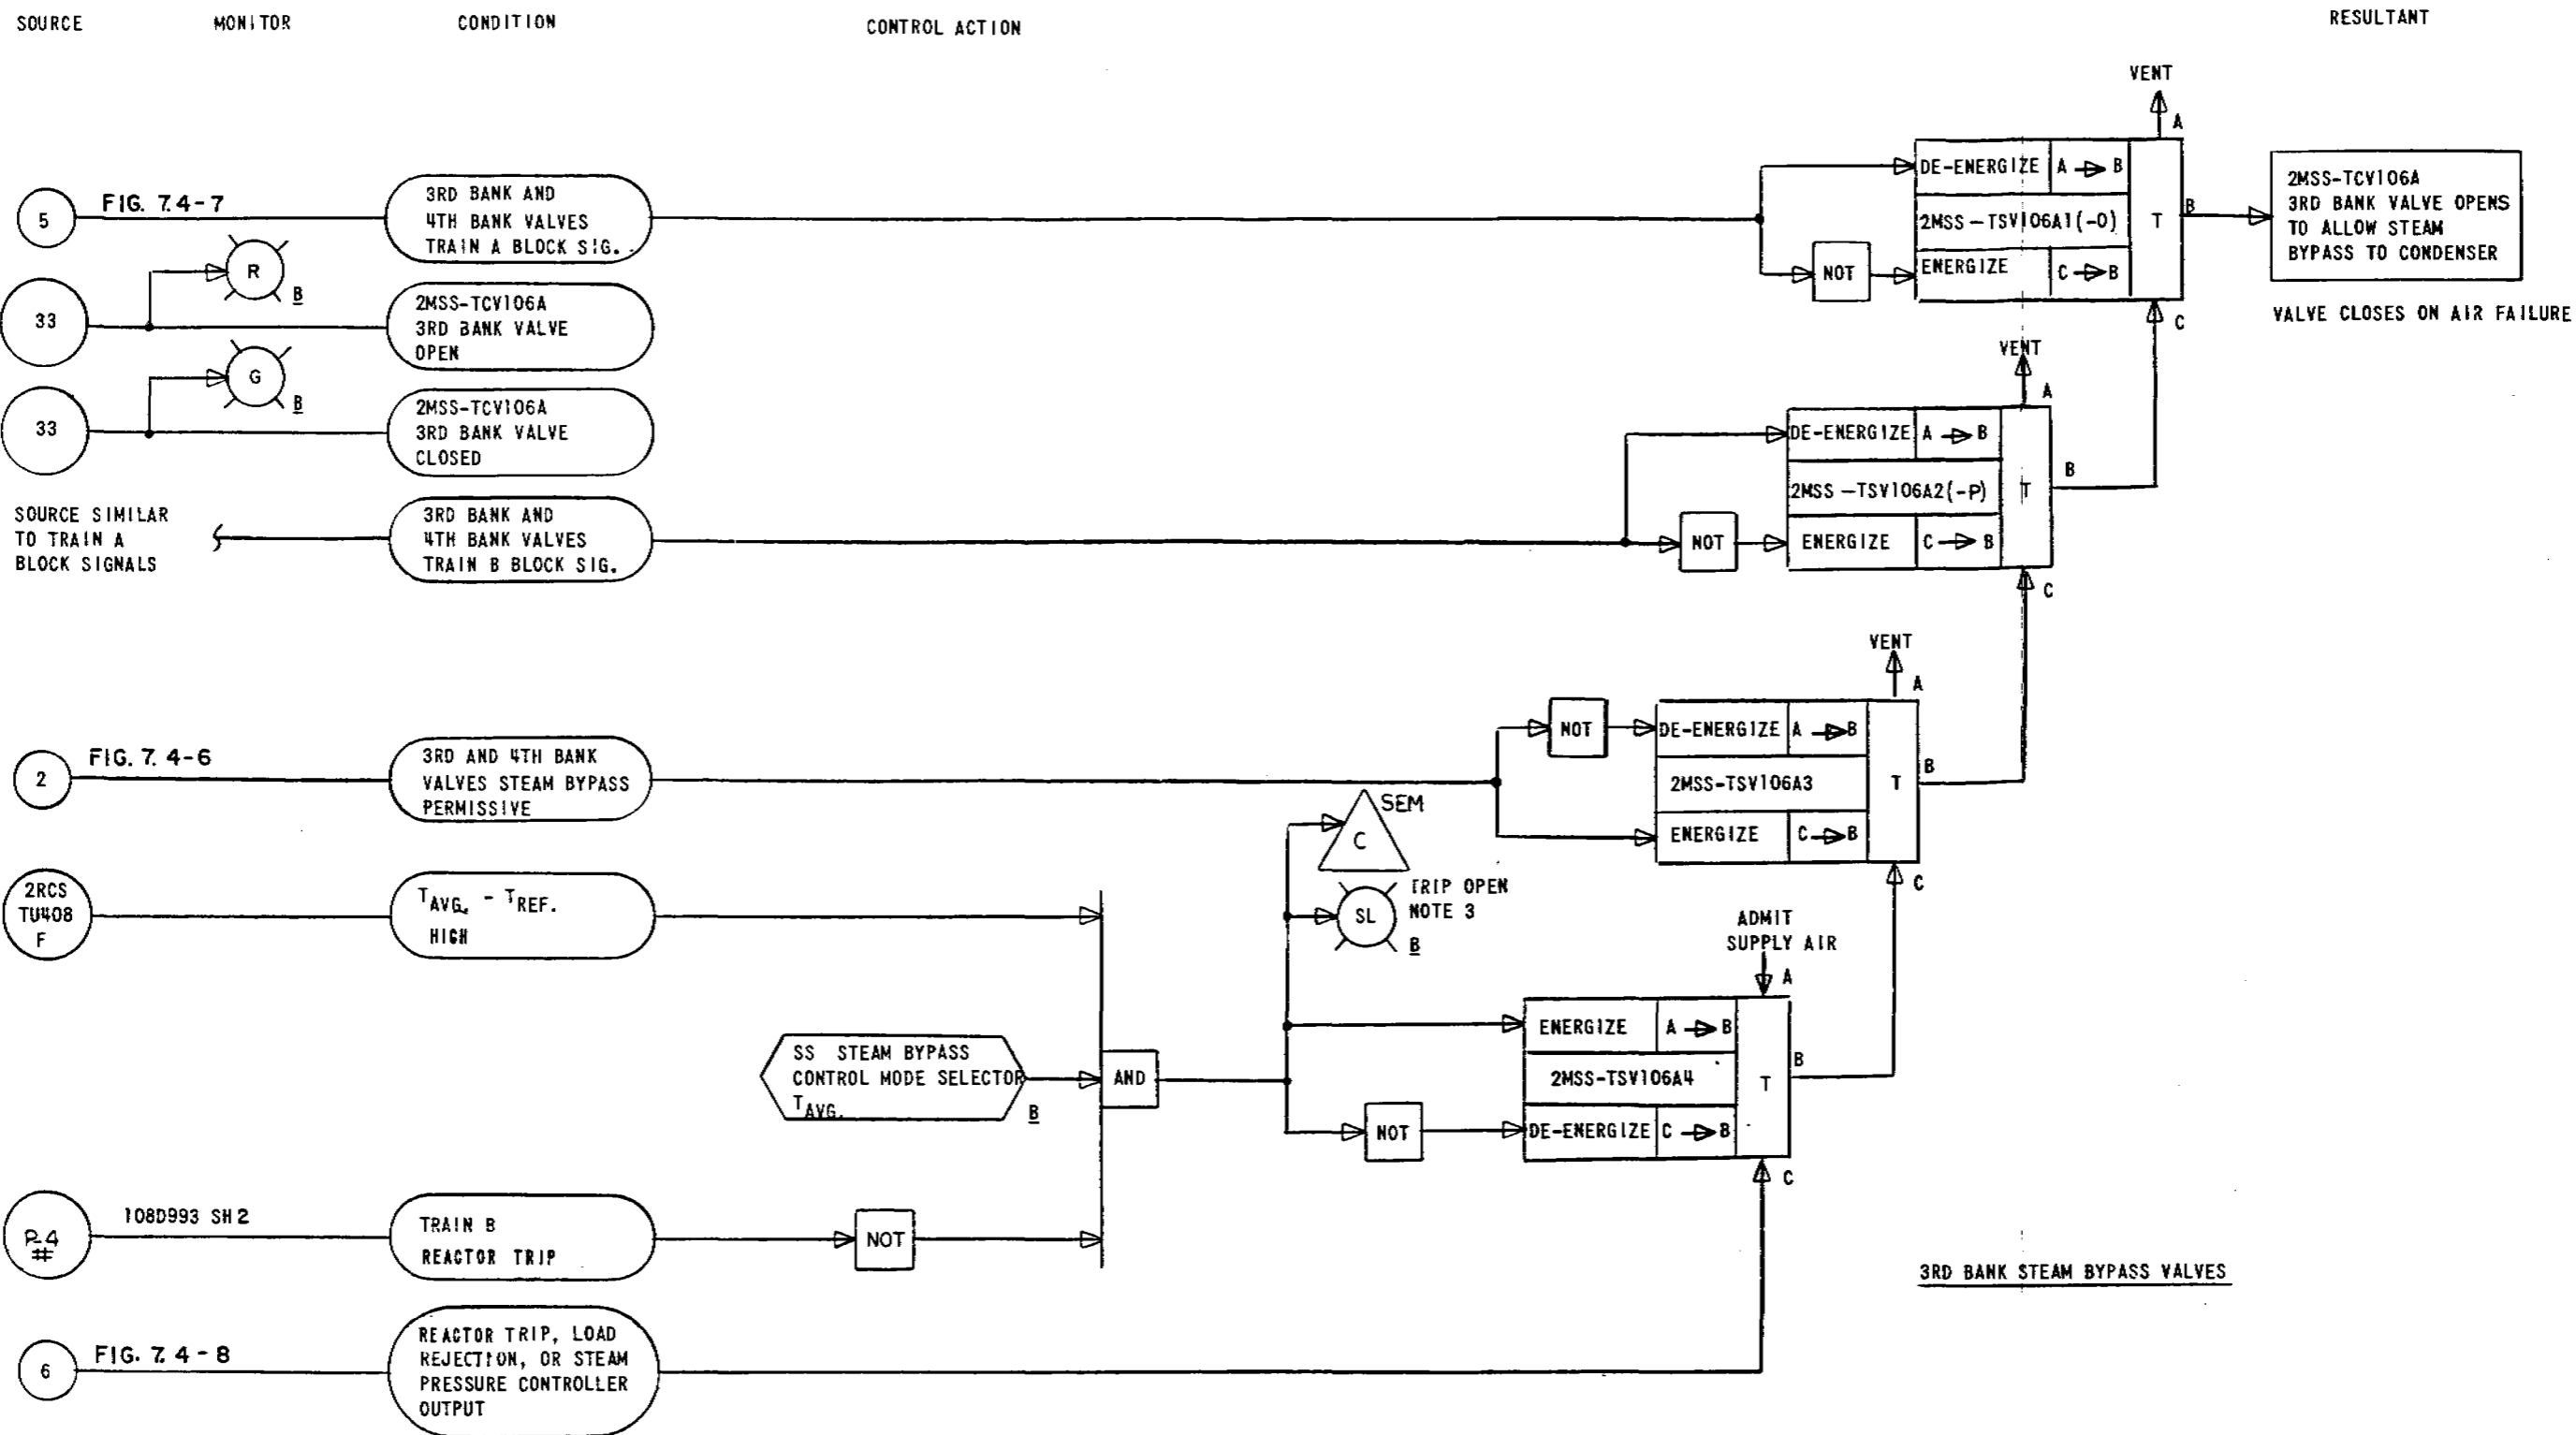 SOURCE
MONITOR
CONDITION
CONTROL ACTION
RESULTANT
VENT
A
5
FIG. 7.4-7
3RD BANK AND
4TH BANK VALVES
TRAIN A BLOCK SIG.
DE-ENERGIZE
A B
2MSS-TSV106A1(-O)
T
B
NOT
ENERGIZE
C B
C
2MSS-TCV106A
3RD BANK VALVE OPENS
TO ALLOW STEAM
BYPASS TO CONDENSER
VALVE CLOSES ON AIR FAILURE
R
B
33
2MSS-TCV106A
3RD BANK VALVE
OPEN
G
B
33
2MSS-TCV106A
3RD BANK VALVE
CLOSED
VENT
A
DE-ENERGIZE
A B
2MSS-TSV106A2(-P)
T
B
NOT
ENERGIZE
C B
C
SOURCE SIMILAR
TO TRAIN A
BLOCK SIGNALS
3RD BANK AND
4TH BANK VALVES
TRAIN B BLOCK SIG.
VENT
A
2
FIG. 7.4-6
3RD AND 4TH BANK
VALVES STEAM BYPASS
PERMISSIVE
NOT
DE-ENERGIZE
A B
2MSS-TSV106A3
T
B
ENERGIZE
C B
C
SEM
C
2RCS
TU408
F
TAVG. - TREF.
HIGH
SL
TRIP OPEN
NOTE 3
B
ADMIT
SUPPLY AIR
A
ENERGIZE
A B
2MSS-TSV106A4
T
B
NOT
DE-ENERGIZE
C B
C
SS STEAM BYPASS
CONTROL MODE SELECTOR
TAVG.
B
AND
P-4
#
108D993 SH2
TRAIN B
REACTOR TRIP
NOT
3RD BANK STEAM BYPASS VALVES
6
FIG. 7.4-8
REACTOR TRIP, LOAD
REJECTION, OR STEAM
PRESSURE CONTROLLER
OUTPUT